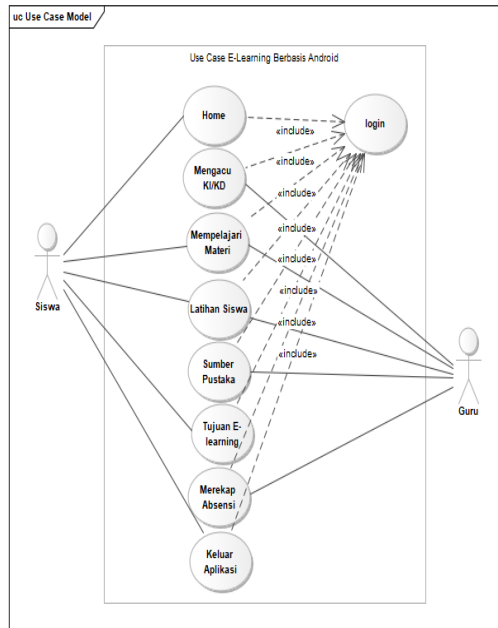 uc Use Case Model
Use Case E-Learning Berbasis Android
Home
login
«include»
Mengacu
KI/KD
«include»
Mempelajari
Materi
«include»
Siswa
«include»
Latihan Siswa
«include»
«include»
Sumber
Pustaka
«include»
Guru
Tujuan E-
learning
Merekap
Absensi
Keluar
Aplikasi